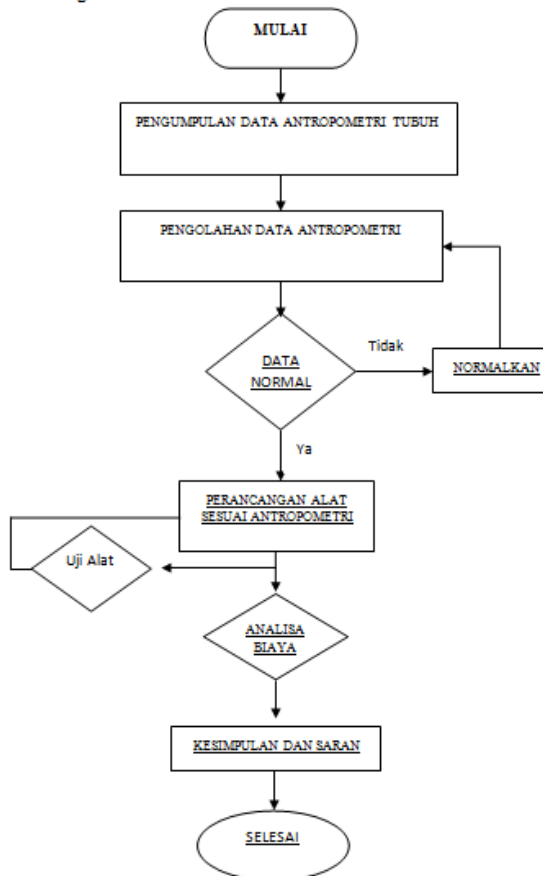 MULAI
PENGUMPULAN DATA ANTROPOMETRI TUBUH
PENGOLAHAN DATA ANTROPOMETRI
DATA
NORMAL
Tidak
NORMALKAN
Ya
PERANCANGAN ALAT
SESUAI ANTROPOMETRI
Uji Alat
ANALISA
BIAYA
KESIMPULAN DAN SARAN
SELESAI